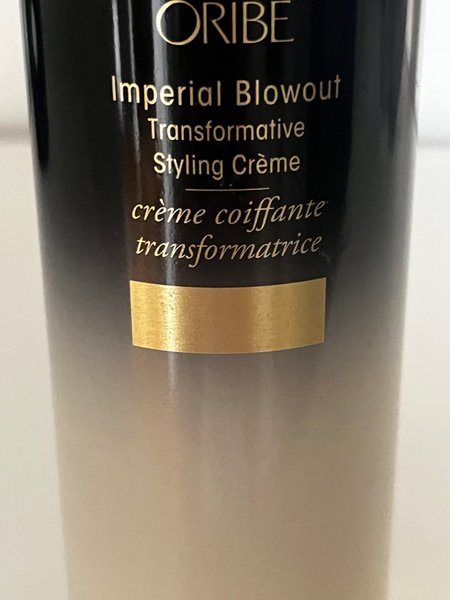 ORIBE
Imperial Blowout
Transformative
Styling Crème
crème coiffante
transformatrice